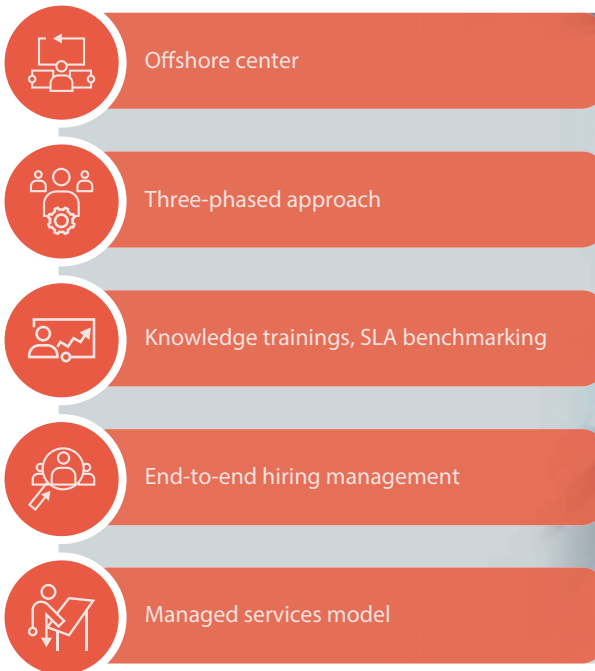 Offshore center
Three-phased approach
Knowledge trainings, SLA benchmarking
End-to-end hiring management
Managed services model